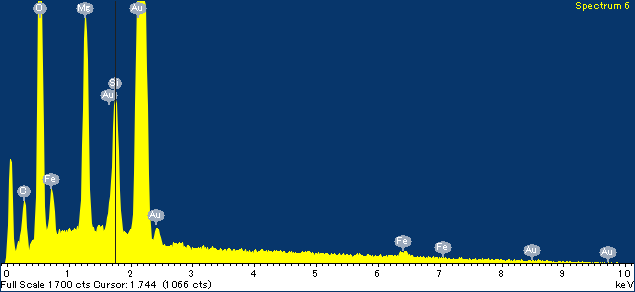 Spectrum 6
O Mg Au
Si
Au
Fe
C
Au
Fe Fe Au Au
0 1 2 3 4 5 6 7 8 9 10
Full Scale 1700 cts Cursor: 1.744 (1066 cts) keV